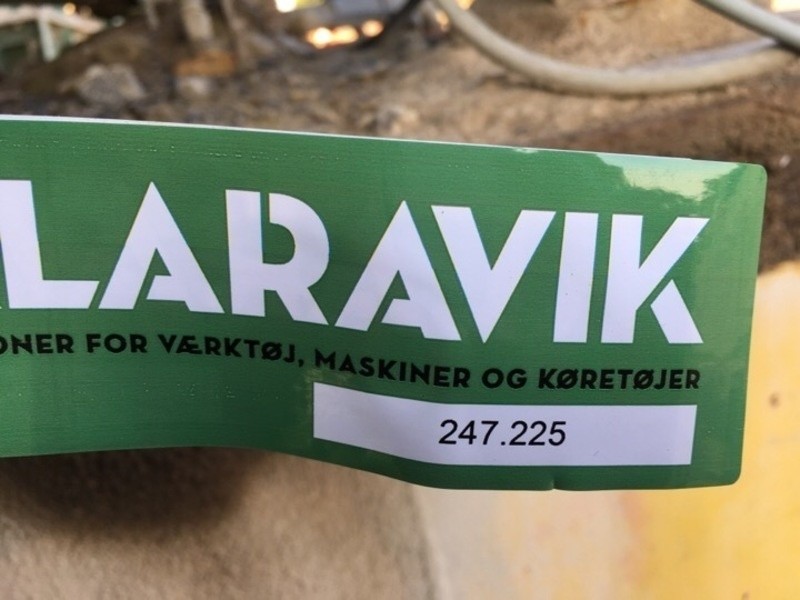 LARAVIK
ONER FOR VÆRKTØJ, MASKINER OG KØRETØJER
247.225